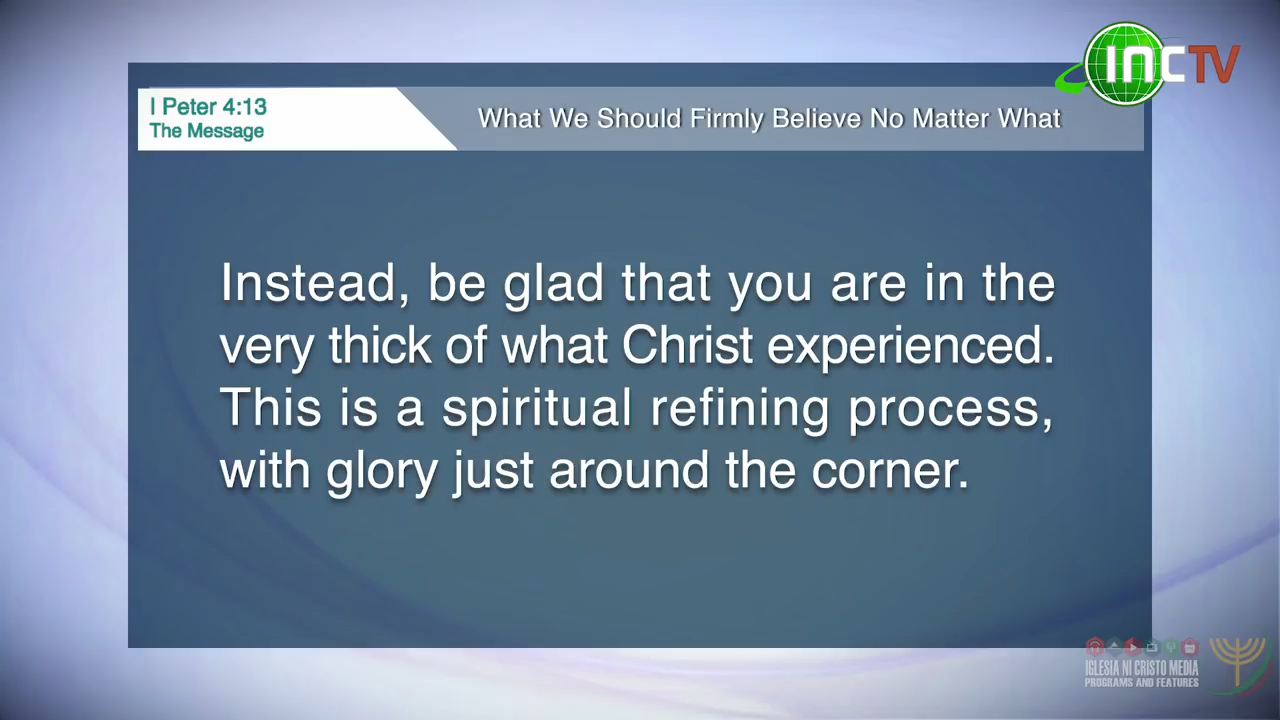 INCTV
I Peter 4:13
The Message
What We Should Firmly Believe No Matter What
Instead, be glad that you are in the
very thick of what Christ experienced.
This is a spiritual refining process,
with glory just around the corner.
IGLESIA NI CRISTO MEDIA
PROGRAMS AND FEATURES